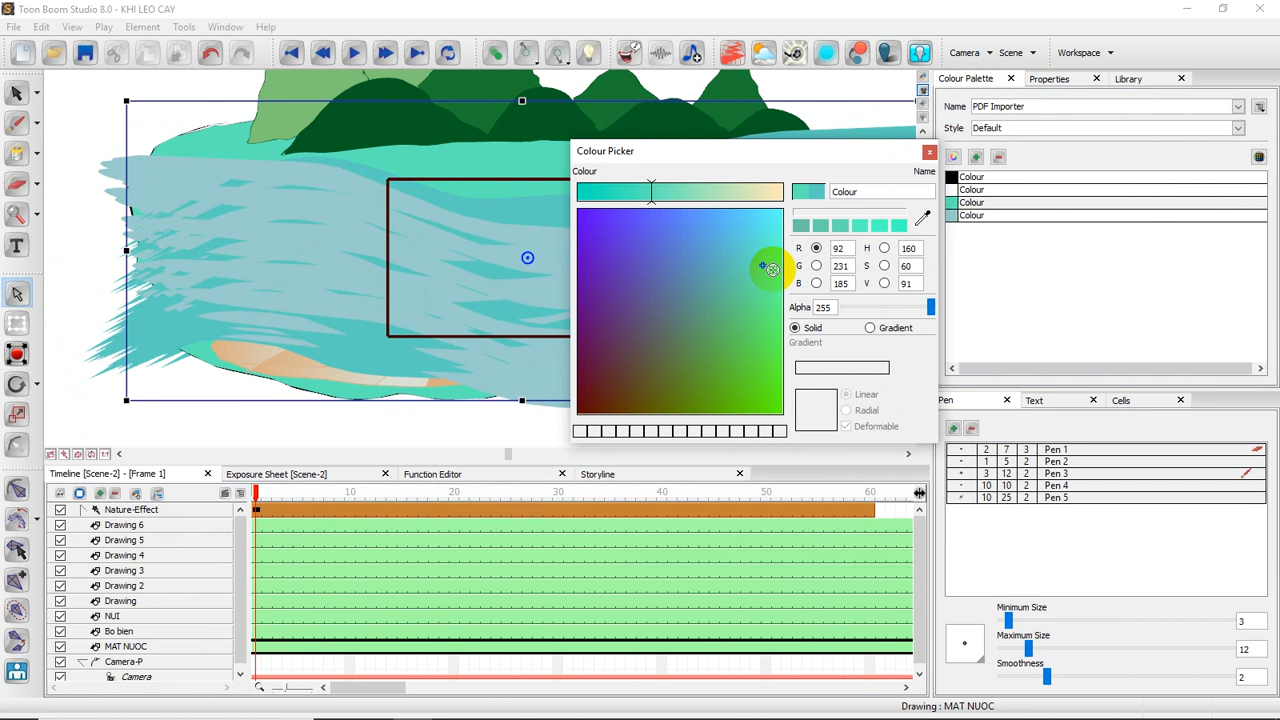 Toon Boom Studio 8.0 - KHI LEO CAY
File Edit View Play Element Tools Window Help
Camera Scene Workspace
Colour Palette Properties Library
Name PDF Importer
Style Default
Colour
Colour
Colour
Colour
Colour Picker
Colour Name
Colour
R 92 H 160
G 231 S 60
B 185 V 91
Alpha 255
Solid Gradient
Gradient
Linear
Radial
Deformable
Pen Text Cells
2 7 3 Pen 1
1 5 2 Pen 2
3 12 2 Pen 3
10 10 2 Pen 4
10 25 2 Pen 5
Minimum Size
3
Maximum Size
12
Smoothness
2
Timeline [Scene-2] - [Frame 1] Exposure Sheet [Scene-2] Function Editor Storyline
10 20 30 40 50 60
Nature-Effect
Drawing 6
Drawing 5
Drawing 4
Drawing 3
Drawing 2
Drawing
NUI
Bo bien
MAT NUOC
Camera-P
Camera
Drawing : MAT NUOC